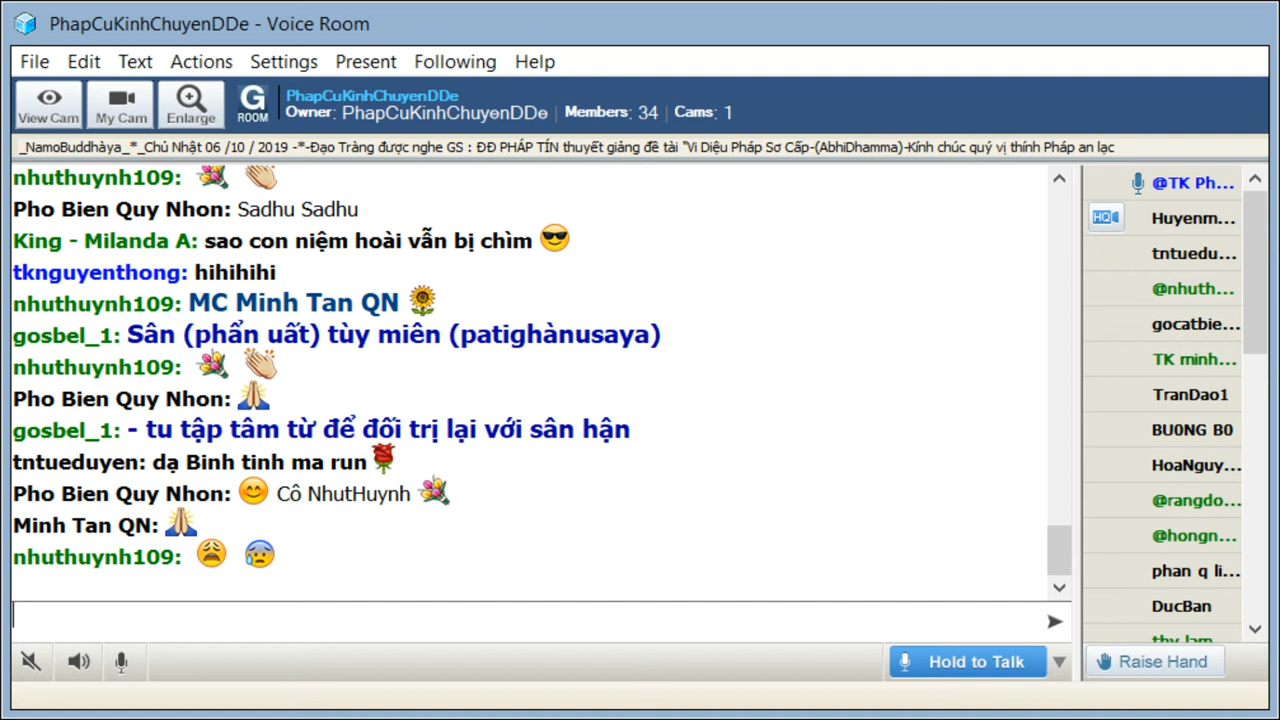 PhapCuKinhChuyenDDe - Voice Room
File Edit Text Actions Settings Present Following Help
View Cam My Cam Enlarge G ROOM
PhapCuKinhChuyenDDe
Owner: PhapCuKinhChuyenDDe | Members: 34 | Cams: 1
_NamoBuddhàya_*_Chủ Nhật 06 /10 / 2019 -*-Đạo Tràng được nghe GS : ĐĐ PHÁP TÍN thuyết giảng đề tài "Vi Diệu Pháp Sơ Cấp-(AbhiDhamma)-Kính chúc quý vị thính Pháp an lạc
nhuthuynh109:
Pho Bien Quy Nhon: Sadhu Sadhu
King - Milanda A: sao con niệm hoài vẫn bị chìm
tknguyenthong: hihihihi
nhuthuynh109: MC Minh Tan QN
gosbel_1: Sân (phẩn uất) tùy miên (patighànusaya)
nhuthuynh109:
Pho Bien Quy Nhon:
gosbel_1: - tu tập tâm từ để đối trị lại với sân hận
tntueduyen: dạ Binh tinh ma run
Pho Bien Quy Nhon: Cô NhutHuynh
Minh Tan QN:
nhuthuynh109:
@TK Ph...
HQ
Huyenm...
tntuedu...
@nhuth...
gocatbie...
TK minh...
TranDao1
BU0NG B0
HoaNguy...
@rangdo...
@hongn...
phan q li...
DucBan
thy lam
Hold to Talk
Raise Hand